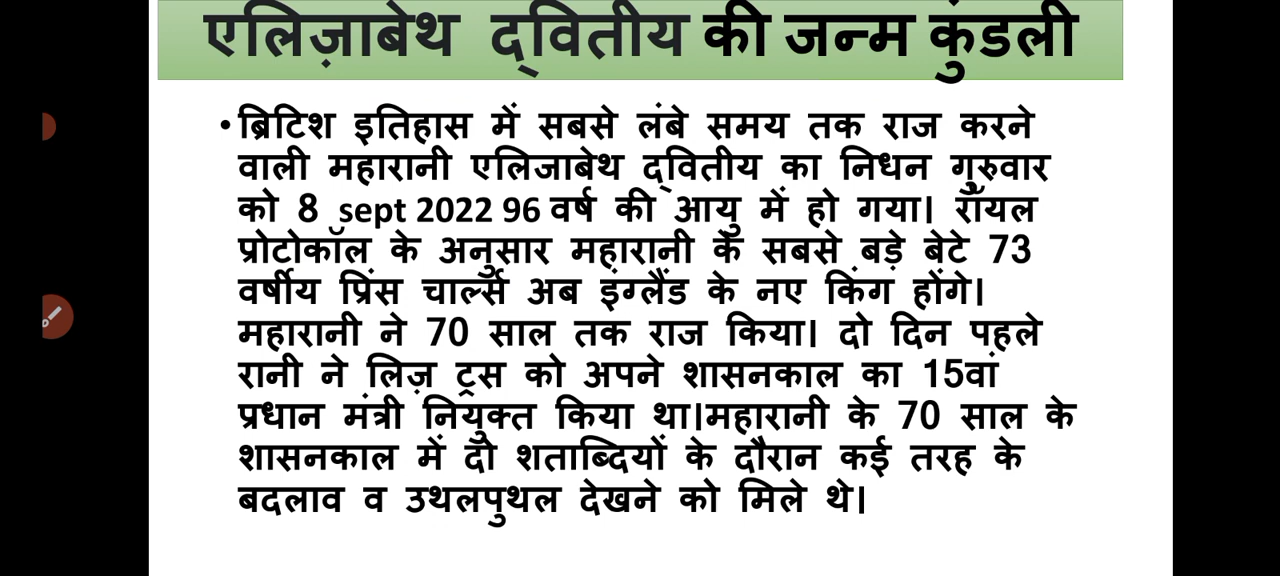 एलिज़ाबेथ द्वितीय की जन्म कुंडली
•ब्रिटिश इतिहास में सबसे लंबे समय तक राज करने
वाली महारानी एलिजाबेथ द्वितीय का निधन गुरुवार
को 8 sept 2022 96 वर्ष की आयु में हो गया। रॉयल
प्रोटोकॉल के अनुसार महारानी के सबसे बड़े बेटे 73
वर्षीय प्रिंस चार्ल्स अब इंग्लैंड के नए किंग होंगे।
महारानी ने 70 साल तक राज किया। दो दिन पहले
रानी ने लिज़ ट्रस को अपने शासनकाल का 15वां
प्रधान मंत्री नियुक्त किया था।महारानी के 70 साल के
शासनकाल में दो शताब्दियों के दौरान कई तरह के
बदलाव व उथलपुथल देखने को मिले थे।